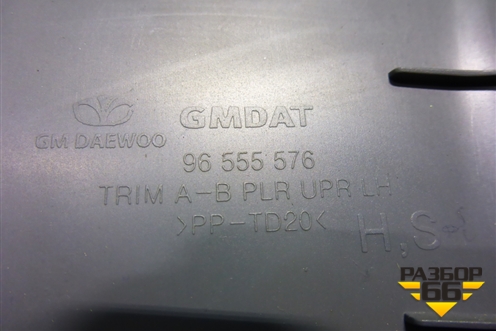 GMDAT
GM DAEWOO
96 555 576
TRIM A-B PLR UPR LH
>PP-TD20<
H,S
РАЗБОР
66